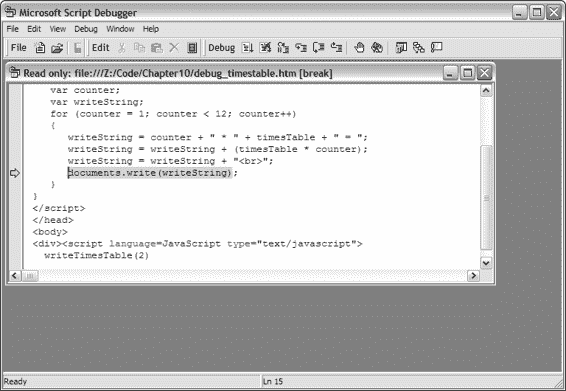 Microsoft Script Debugger
File Edit View Debug Window Help
File Edit Debug
Read only: file:///Z:/Code/Chapter10/debug_timestable.htm [break]
var counter;
var writeString;
for (counter = 1; counter < 12; counter++)
{
writeString = counter + " * " + timesTable + " = ";
writeString = writeString + (timesTable * counter);
writeString = writeString + "<br>";
documents.write(writeString);
}
}
</script>
</head>
<body>
<div><script language=JavaScript type="text/javascript">
writeTimesTable(2)
Ready Ln 15